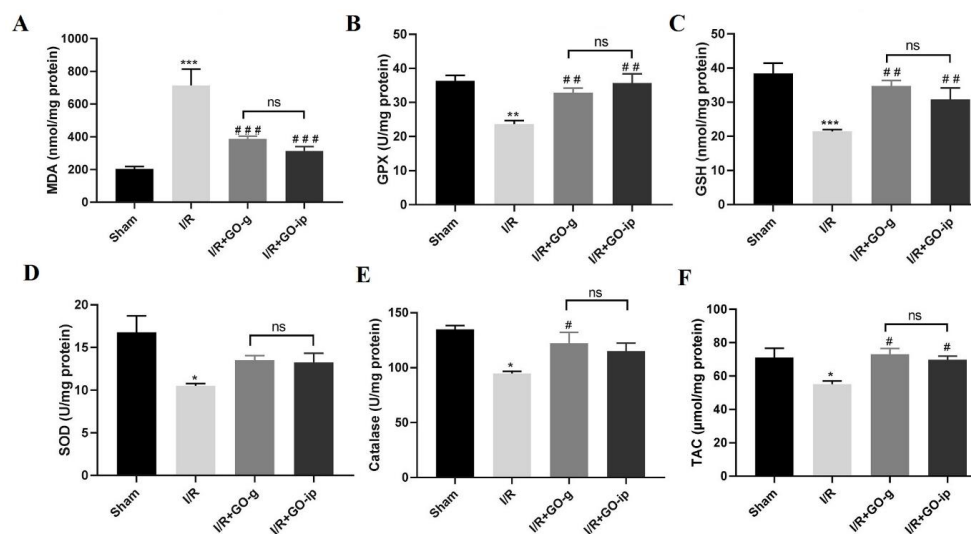 A
MDA (nmol/mg protein)
1000
800
600
400
200
0
***
# # #
# # #
ns
Sham
I/R
I/R+GO-g
I/R+GO-ip
B
GPX (U/mg protein)
60
40
20
0
**
# #
# #
ns
Sham
I/R
I/R+GO-g
I/R+GO-ip
C
GSH (nmol/mg protein)
50
40
30
20
10
0
***
# #
# #
ns
Sham
I/R
I/R+GO-g
I/R+GO-ip
D
SOD (U/mg protein)
20
15
10
5
0
*
ns
Sham
I/R
I/R+GO-g
I/R+GO-ip
E
Catalase (U/mg protein)
150
100
50
0
*
#
ns
Sham
I/R
I/R+GO-g
I/R+GO-ip
F
TAC (µmol/mg protein)
100
80
60
40
20
0
*
#
#
ns
Sham
I/R
I/R+GO-g
I/R+GO-ip